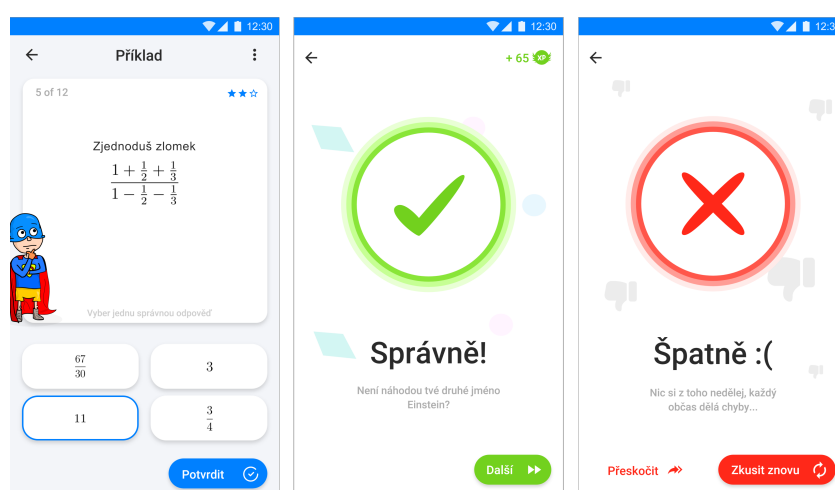 12:30
Příklad
5 of 12
Zjednoduš zlomek
1 + 1/2 + 1/3
1 − 1/2 − 1/3
Vyber jednu správnou odpověď
67/30
3
11
3/4
Potvrdit
12:30
+ 65 XP
Správně!
Není náhodou tvé druhé jméno
Einstein?
Další
12:3
Špatně :(
Nic si z toho nedělej, každý
občas dělá chyby...
Přeskočit
Zkusit znovu